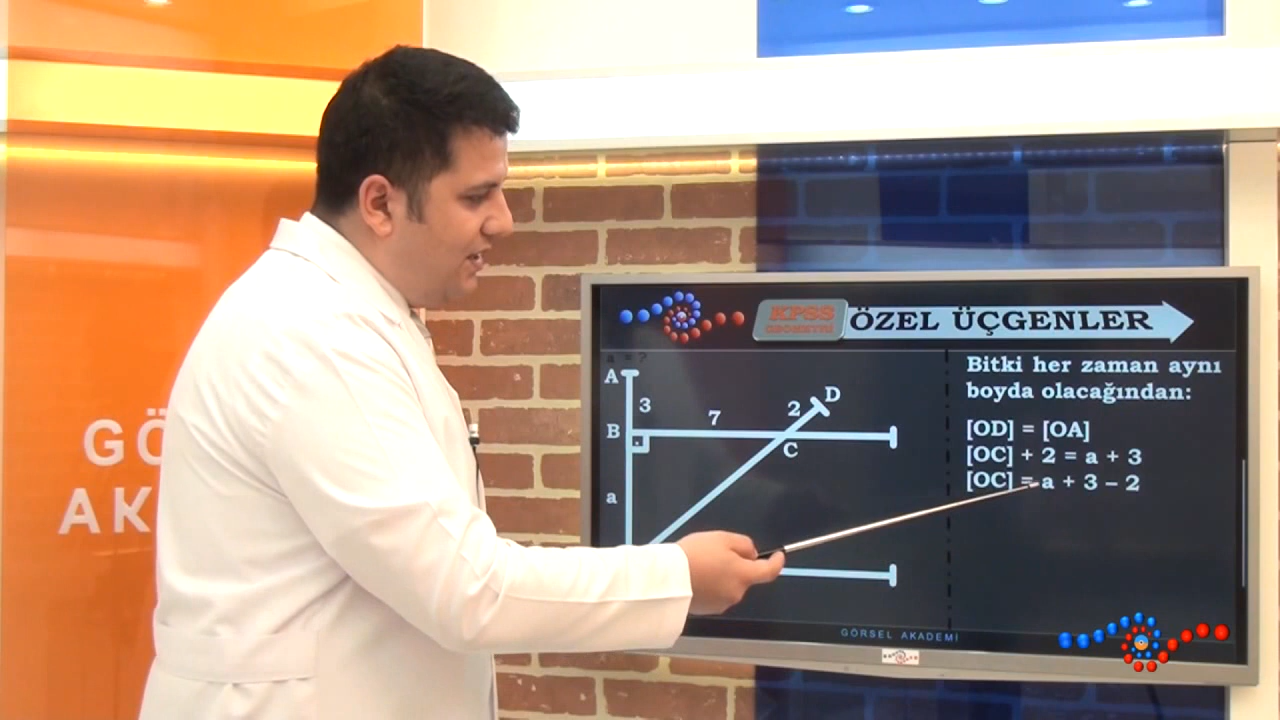 GÖ
AK
KPSS
GEOMETRİ
ÖZEL ÜÇGENLER
a = ?
A
3
B
7
2
D
C
a
Bitki her zaman aynı
boyda olacağından:
[OD] = [OA]
[OC] + 2 = a + 3
[OC] = a + 3 – 2
GÖRSEL AKADEMİ